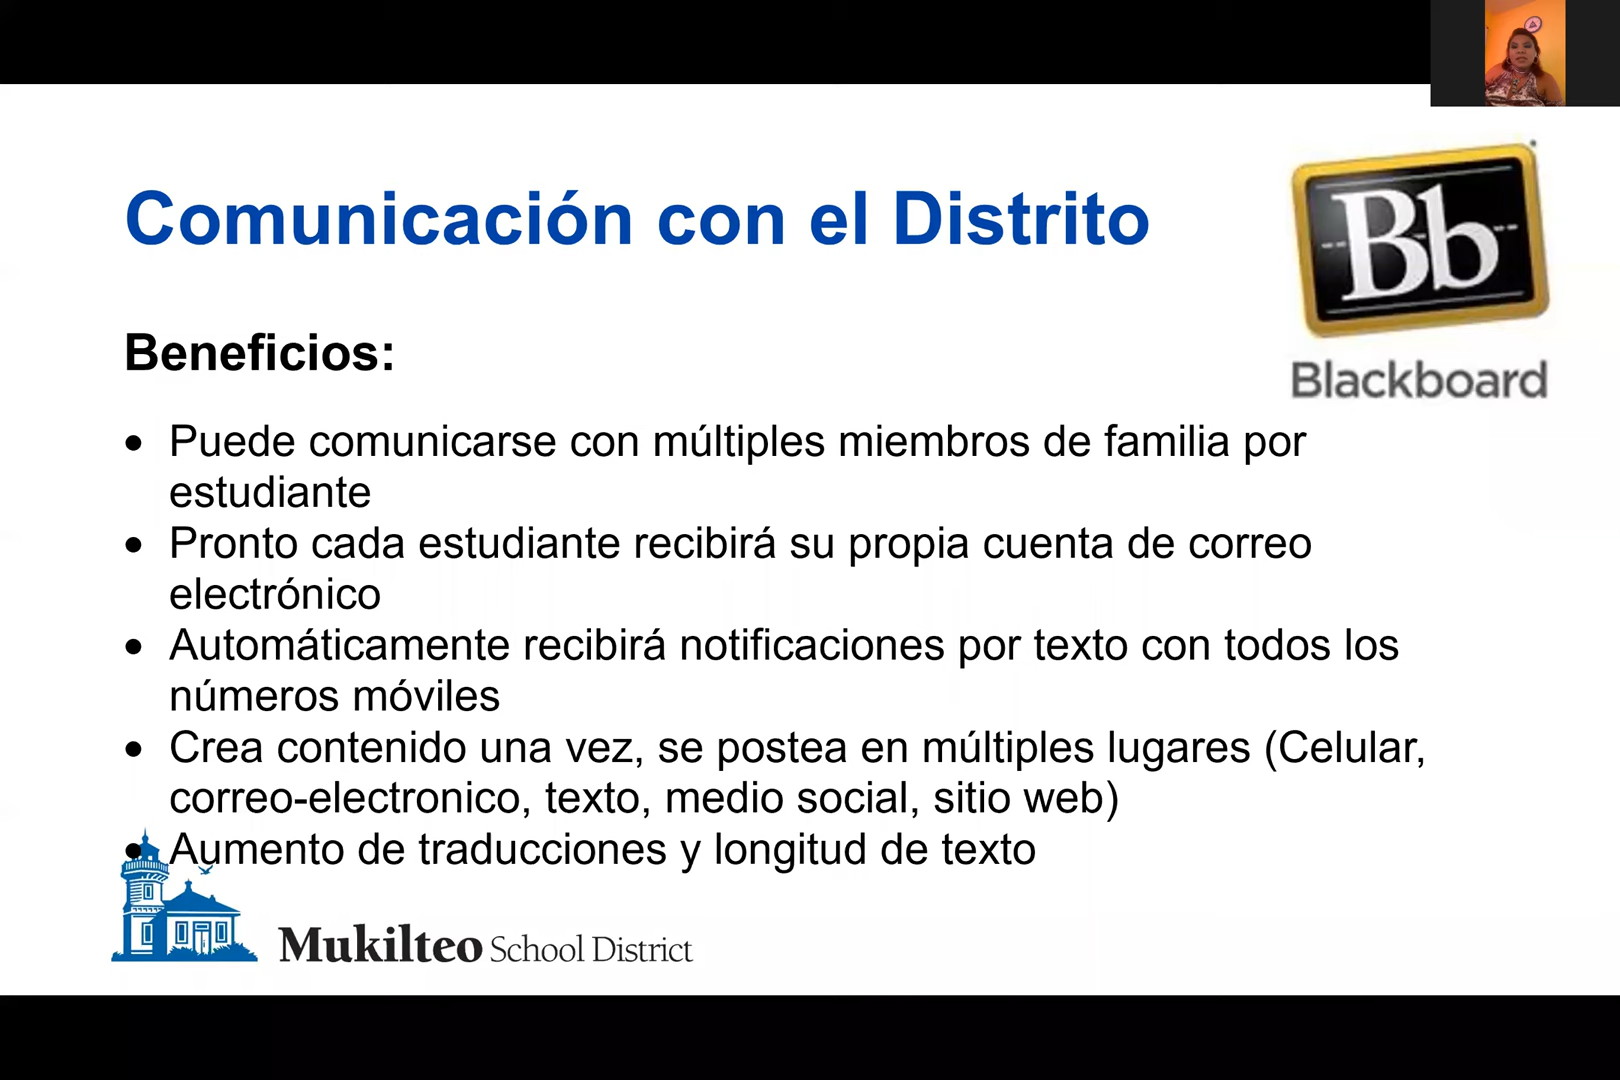 Comunicación con el Distrito
Bb
Blackboard
Beneficios:
• Puede comunicarse con múltiples miembros de familia por
estudiante
• Pronto cada estudiante recibirá su propia cuenta de correo
electrónico
• Automáticamente recibirá notificaciones por texto con todos los
números móviles
• Crea contenido una vez, se postea en múltiples lugares (Celular,
correo-electronico, texto, medio social, sitio web)
• Aumento de traducciones y longitud de texto
Mukilteo School District